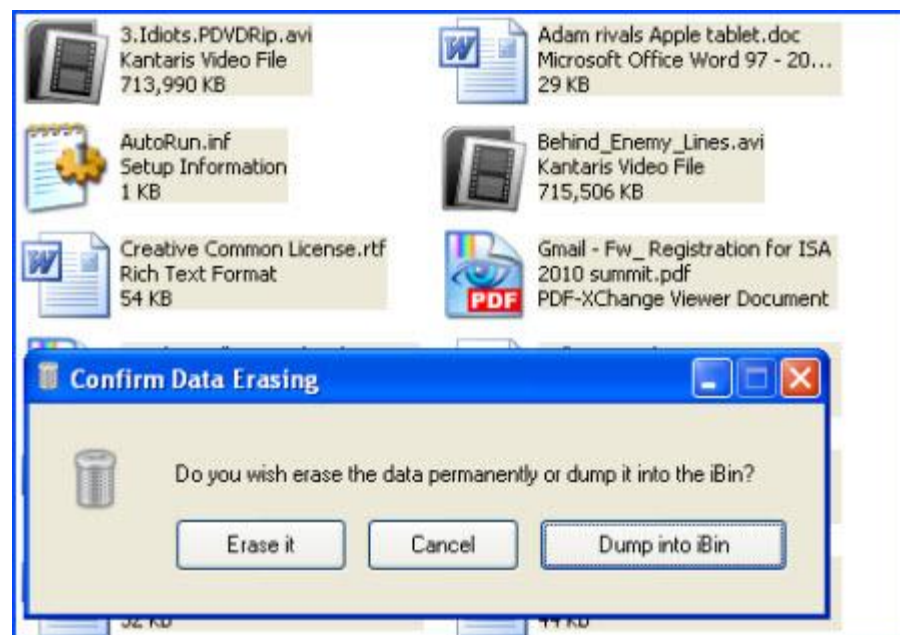 3.Idiots.PDVDRip.avi
Kantaris Video File
713,990 KB
Adam rivals Apple tablet.doc
Microsoft Office Word 97 - 20...
29 KB
AutoRun.inf
Setup Information
1 KB
Behind_Enemy_Lines.avi
Kantaris Video File
715,506 KB
Creative Common License.rtf
Rich Text Format
54 KB
Gmail - Fw_ Registration for ISA
2010 summit.pdf
PDF-XChange Viewer Document
PDF
Confirm Data Erasing
Do you wish erase the data permanently or dump it into the iBin?
Erase it
Cancel
Dump into iBin